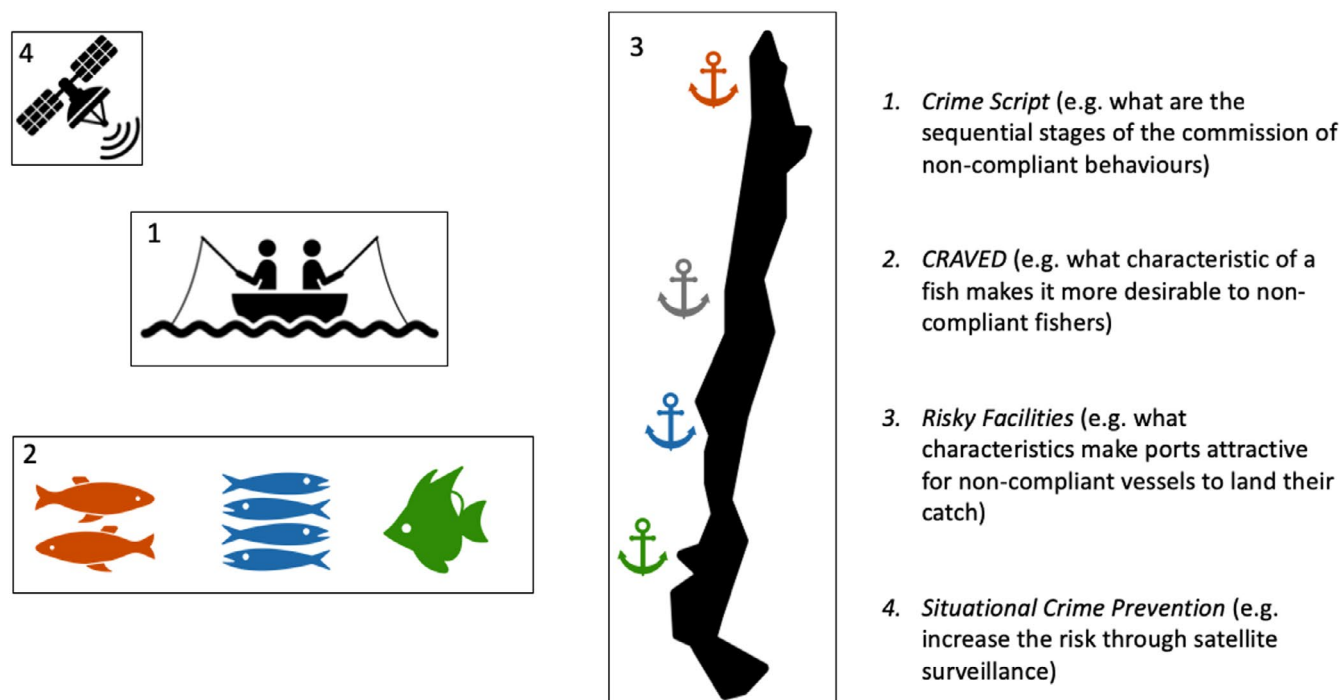 4
1
2
3
1. Crime Script (e.g. what are the
sequential stages of the commission of
non-compliant behaviours)
2. CRAVED (e.g. what characteristic of a
fish makes it more desirable to non-
compliant fishers)
3. Risky Facilities (e.g. what
characteristics make ports attractive
for non-compliant vessels to land their
catch)
4. Situational Crime Prevention (e.g.
increase the risk through satellite
surveillance)